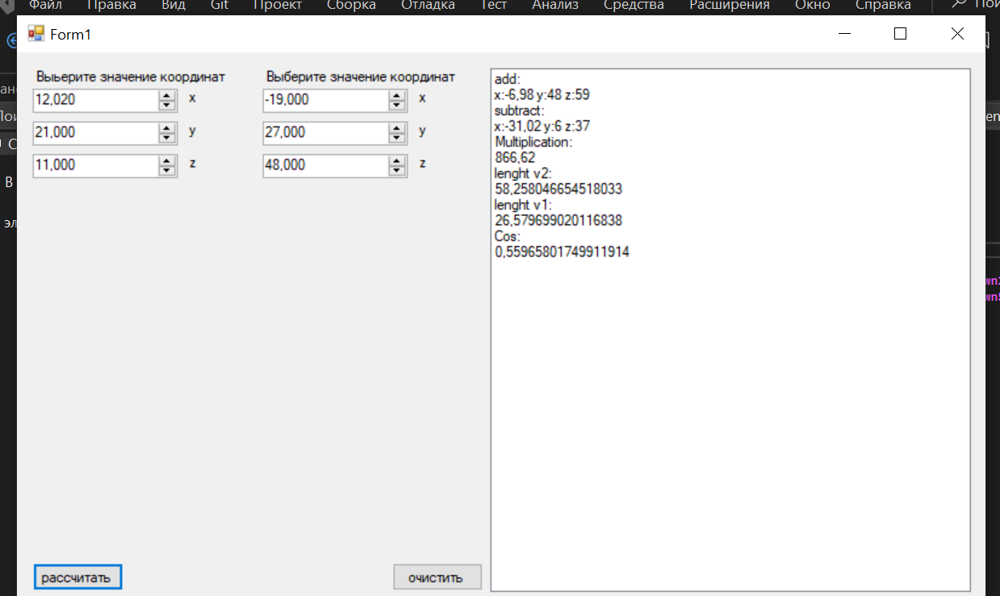 Файл Правка Вид Git Проект Сборка Отладка Тест Анализ Средства Расширения Окно Справка
Form1
Выьерите значение координат
Выберите значение координат
12,020 x
-19,000 x
21,000 y
27,000 y
11,000 z
48,000 z
add:
x:-6,98 y:48 z:59
subtract:
x:-31,02 y:6 z:37
Multiplication:
866,62
lenght v2:
58,258046654518033
lenght v1:
26,579699020116838
Cos:
0,55965801749911914
рассчитать
очистить